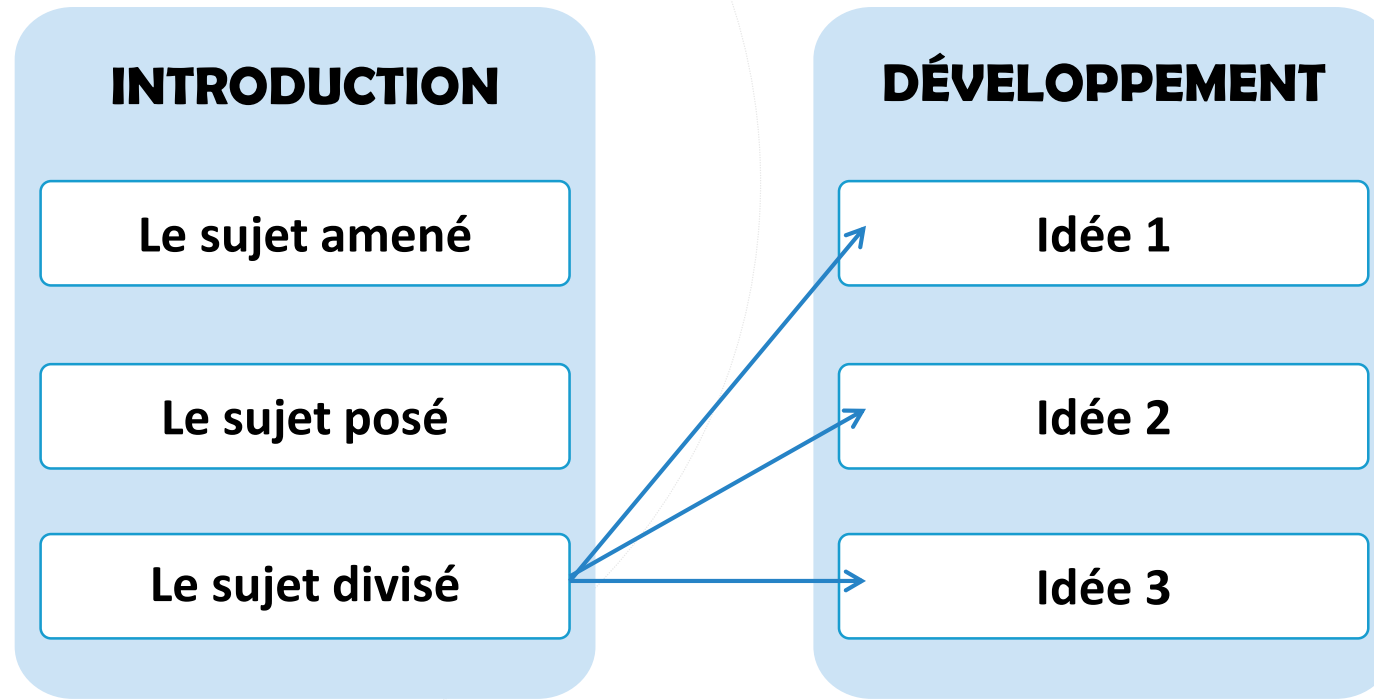 INTRODUCTION
Le sujet amené
Le sujet posé
Le sujet divisé
DÉVELOPPEMENT
Idée 1
Idée 2
Idée 3